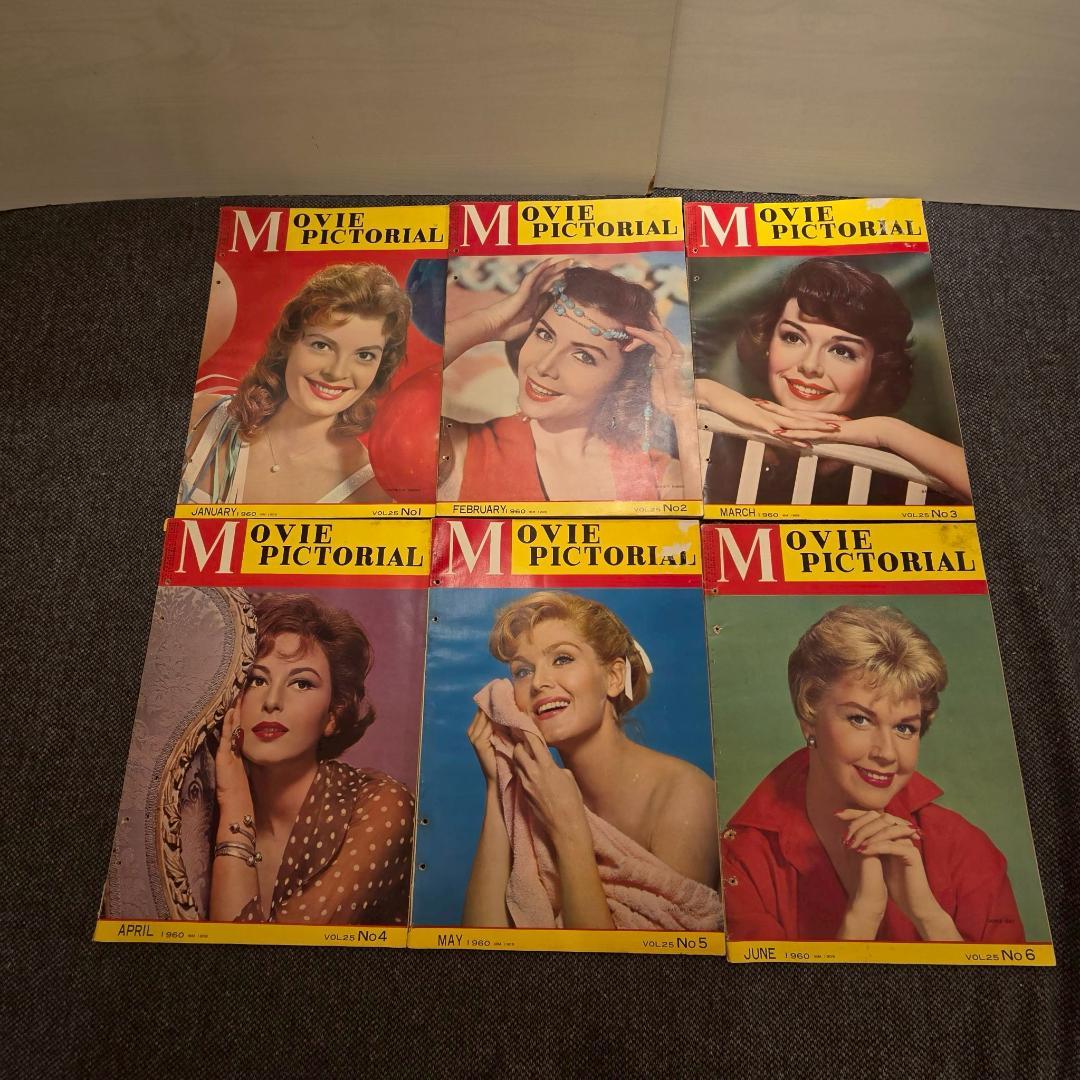 MOVIE
PICTORIAL
JANUARY 1960
VOL.25 No1
MOVIE
PICTORIAL
FEBRUARY 1960
VOL.25 No2
MOVIE
PICTORIAL
MARCH 1960
VOL.25 No3
MOVIE
PICTORIAL
APRIL 1960
VOL.25 No4
MOVIE
PICTORIAL
MAY 1960
VOL.25 No5
MOVIE
PICTORIAL
DORIS DAY
JUNE 1960
VOL.25 No6